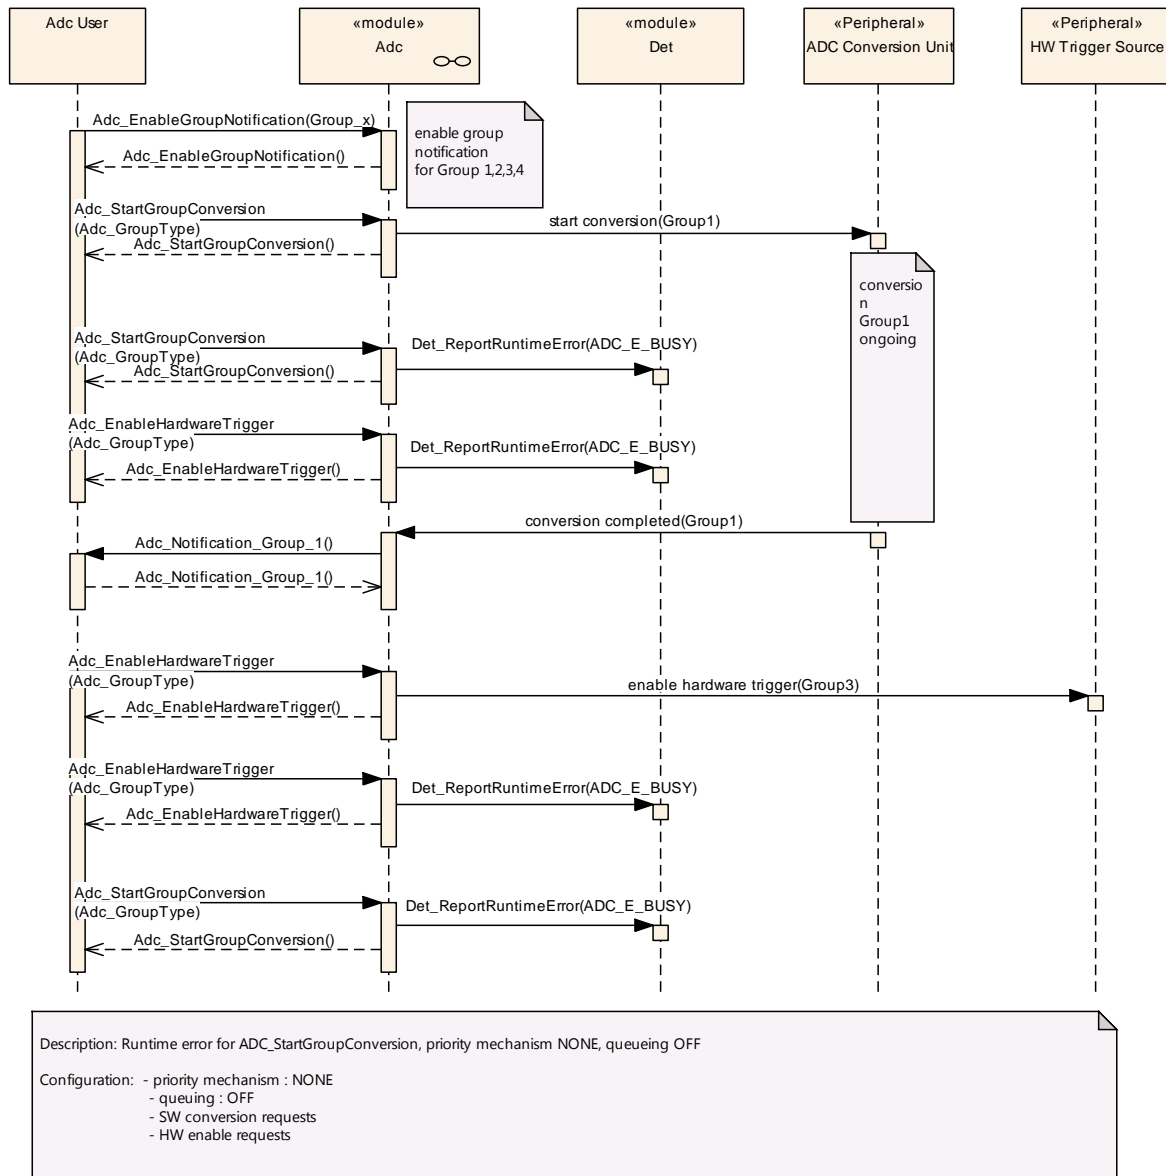 Adc User
«module»
Adc
«module»
Det
«Peripheral»
ADC Conversion Unit
«Peripheral»
HW Trigger Source
Adc_EnableGroupNotification(Group_x)
enable group
notification
for Group 1,2,3,4
Adc_EnableGroupNotification()
Adc_StartGroupConversion
(Adc_GroupType)
start conversion(Group1)
Adc_StartGroupConversion()
conversio
n
Group1
ongoing
Adc_StartGroupConversion
(Adc_GroupType)
Det_ReportRuntimeError(ADC_E_BUSY)
Adc_StartGroupConversion()
Adc_EnableHardwareTrigger
(Adc_GroupType)
Det_ReportRuntimeError(ADC_E_BUSY)
Adc_EnableHardwareTrigger()
conversion completed(Group1)
Adc_Notification_Group_1()
Adc_Notification_Group_1()
Adc_EnableHardwareTrigger
(Adc_GroupType)
enable hardware trigger(Group3)
Adc_EnableHardwareTrigger()
Adc_EnableHardwareTrigger
(Adc_GroupType)
Det_ReportRuntimeError(ADC_E_BUSY)
Adc_EnableHardwareTrigger()
Adc_StartGroupConversion
(Adc_GroupType)
Det_ReportRuntimeError(ADC_E_BUSY)
Adc_StartGroupConversion()
Description: Runtime error for ADC_StartGroupConversion, priority mechanism NONE, queueing OFF
Configuration: - priority mechanism : NONE
- queuing : OFF
- SW conversion requests
- HW enable requests